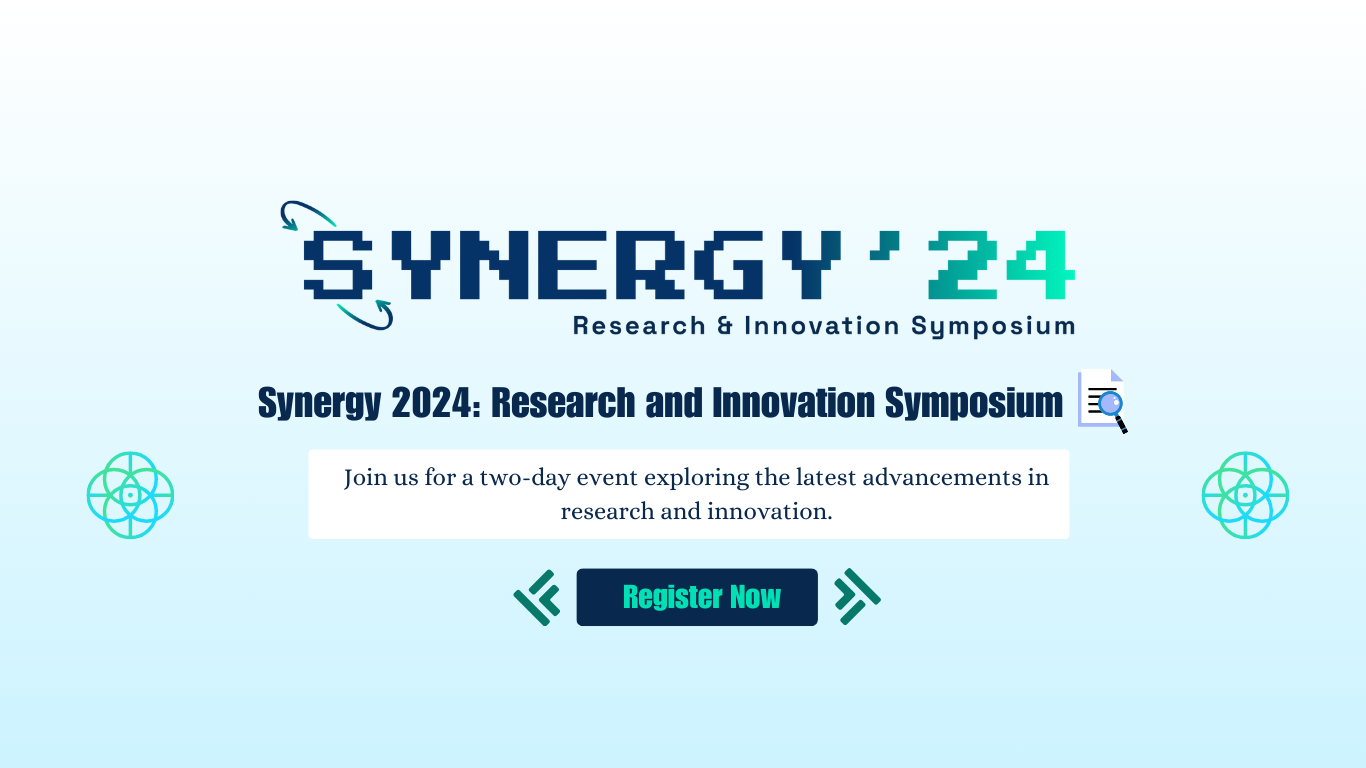 SYNERGY '24
Research & Innovation Symposium
Synergy 2024: Research and Innovation Symposium
Join us for a two-day event exploring the latest advancements in
research and innovation.
Register Now